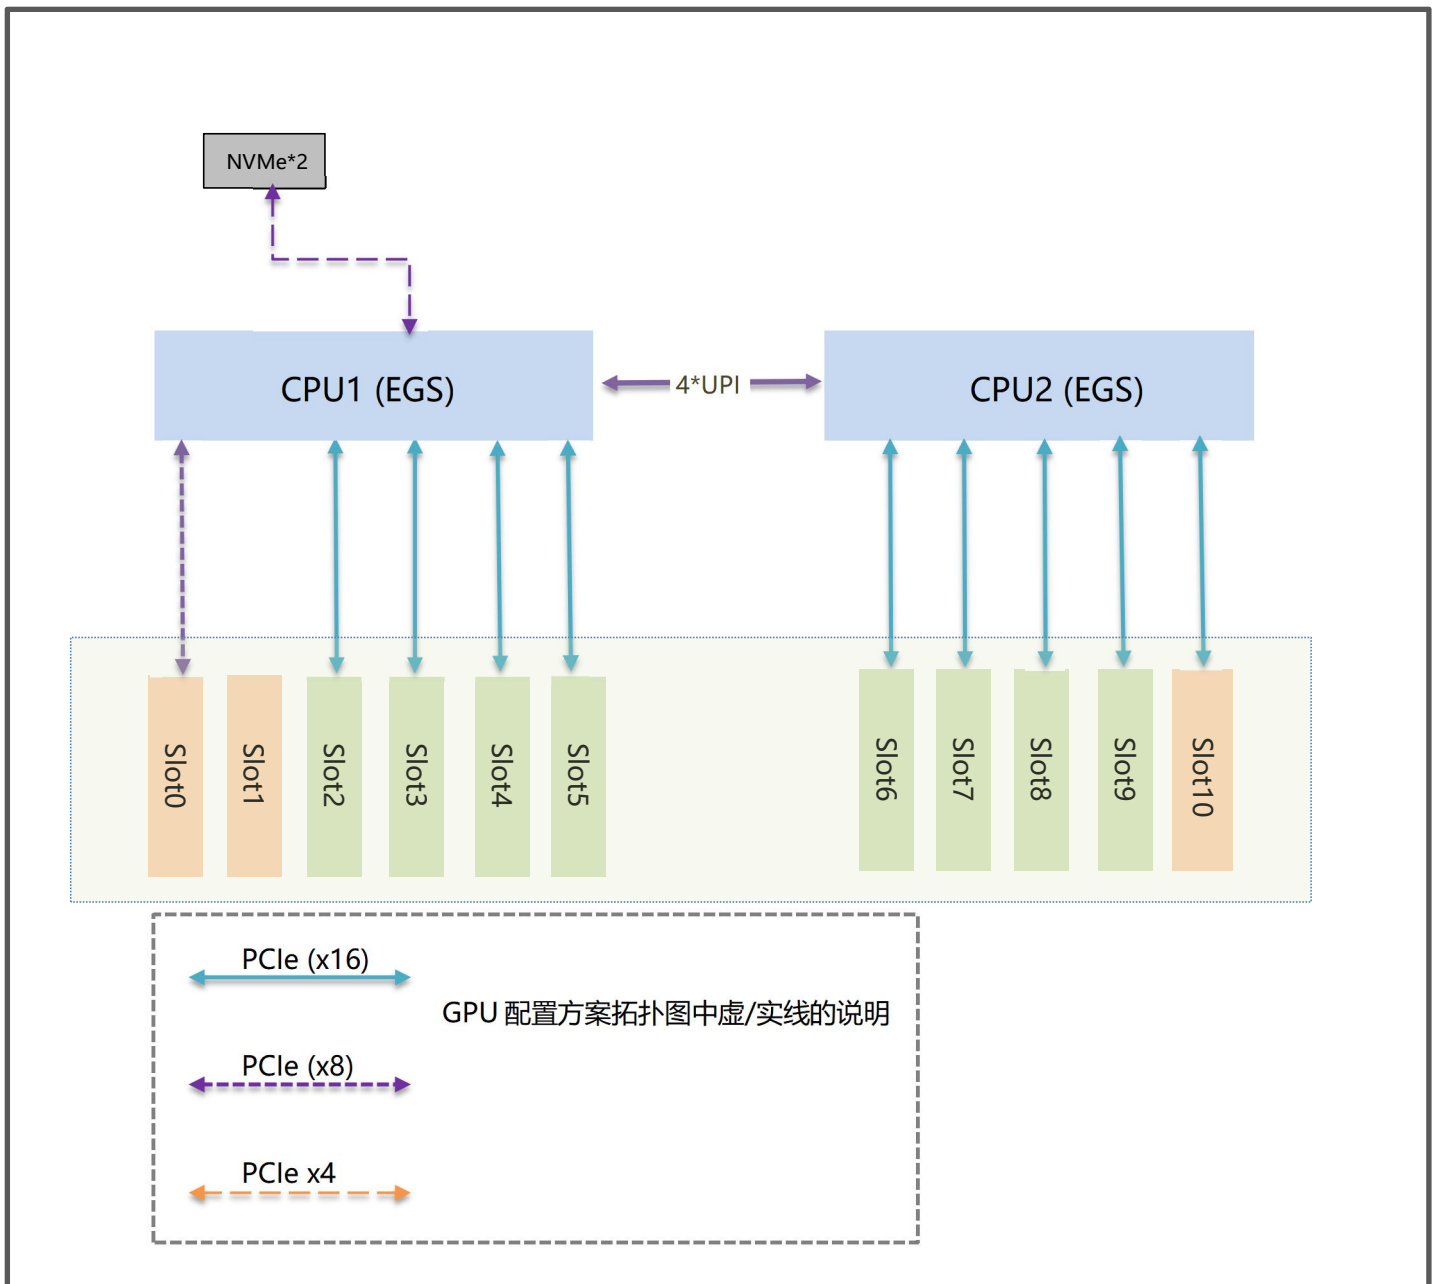 NVMe*2
CPU1 (EGS)
4*UPI
CPU2 (EGS)
Slot0
Slot1
Slot2
Slot3
Slot4
Slot5
Slot6
Slot7
Slot8
Slot9
Slot10
PCIe (x16)
GPU 配置方案拓扑图中虚/实线的说明
PCIe (x8)
PCIe x4